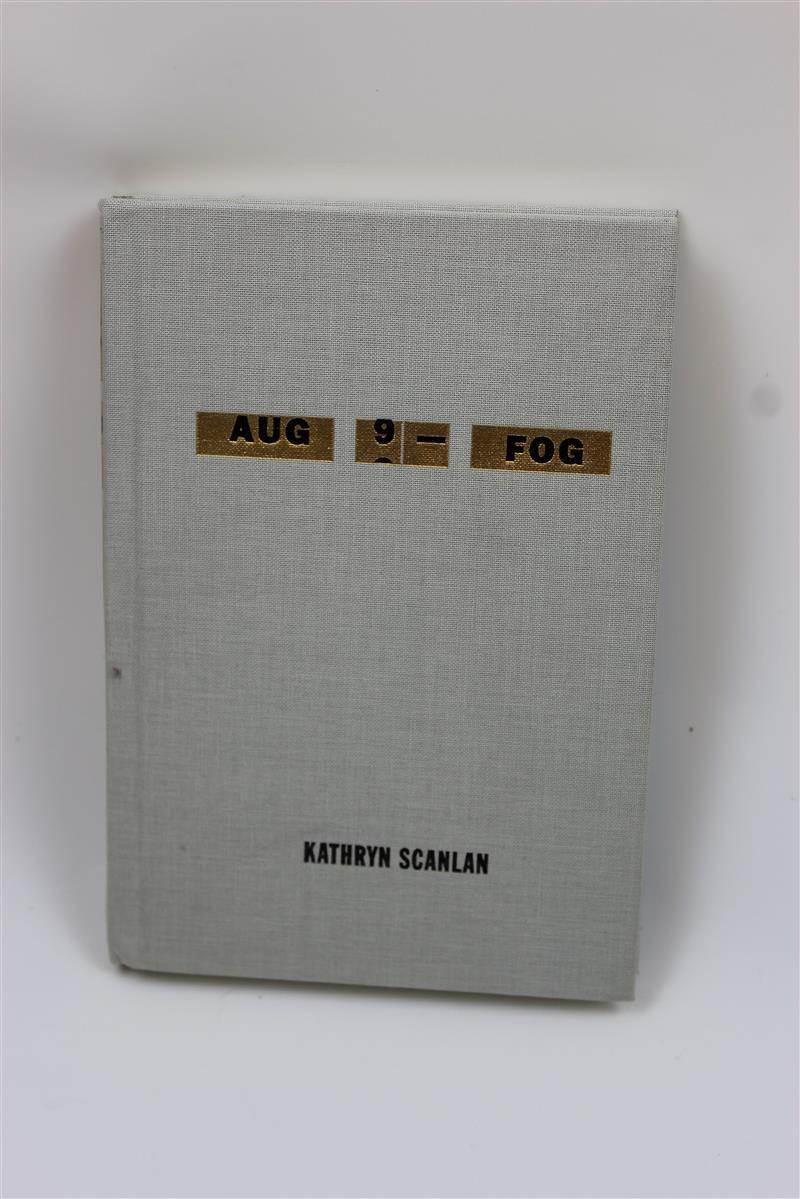 AUG 9 — FOG
KATHRYN SCANLAN